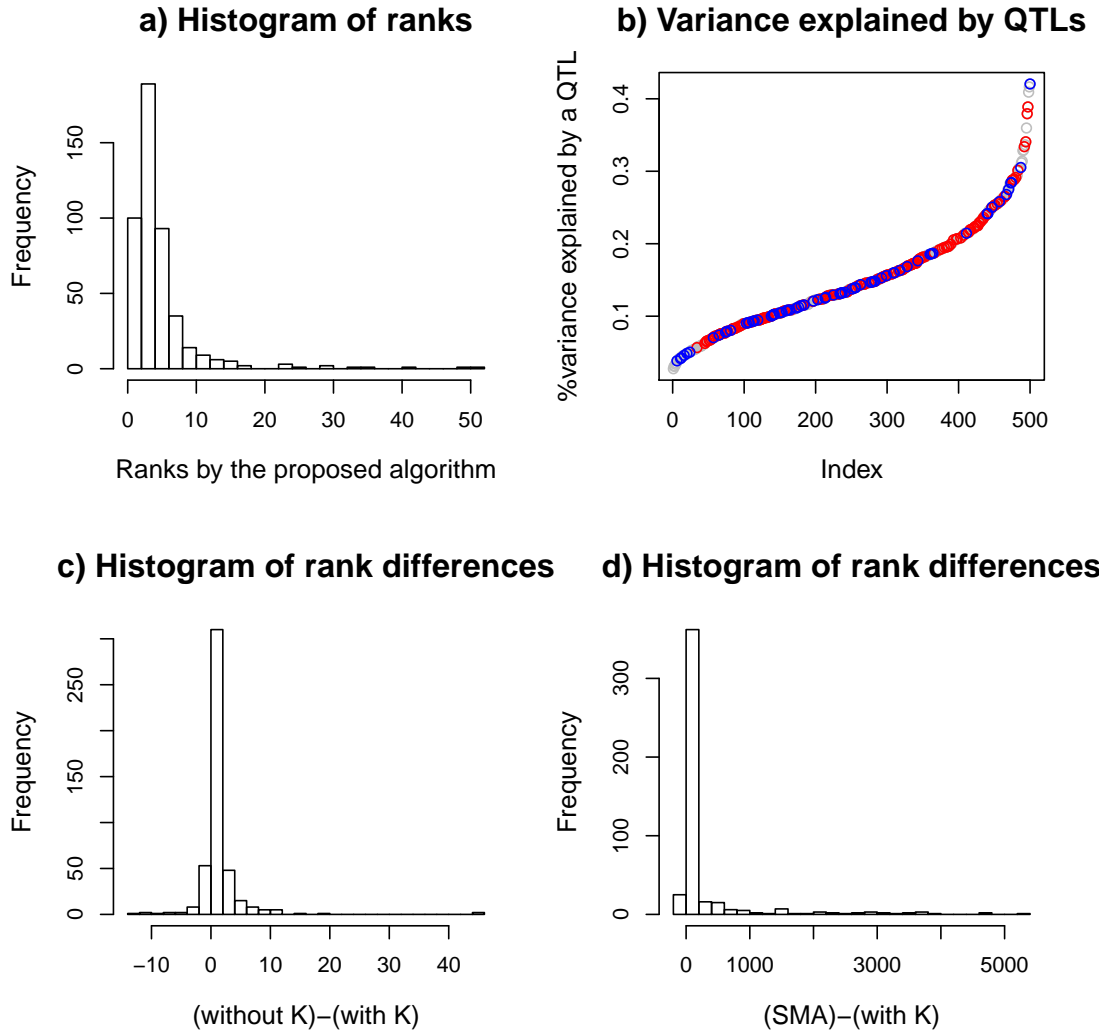 a) Histogram of ranks
Frequency
0 50 100 150
0 10 20 30 40 50
Ranks by the proposed algorithm
b) Variance explained by QTLs
%variance explained by a QTL
0.1 0.2 0.3 0.4
0 100 200 300 400 500
Index
c) Histogram of rank differences
Frequency
0 50 150 250
−10 0 10 20 30 40
(without K)−(with K)
d) Histogram of rank differences
Frequency
0 100 200 300
0 1000 3000 5000
(SMA)−(with K)